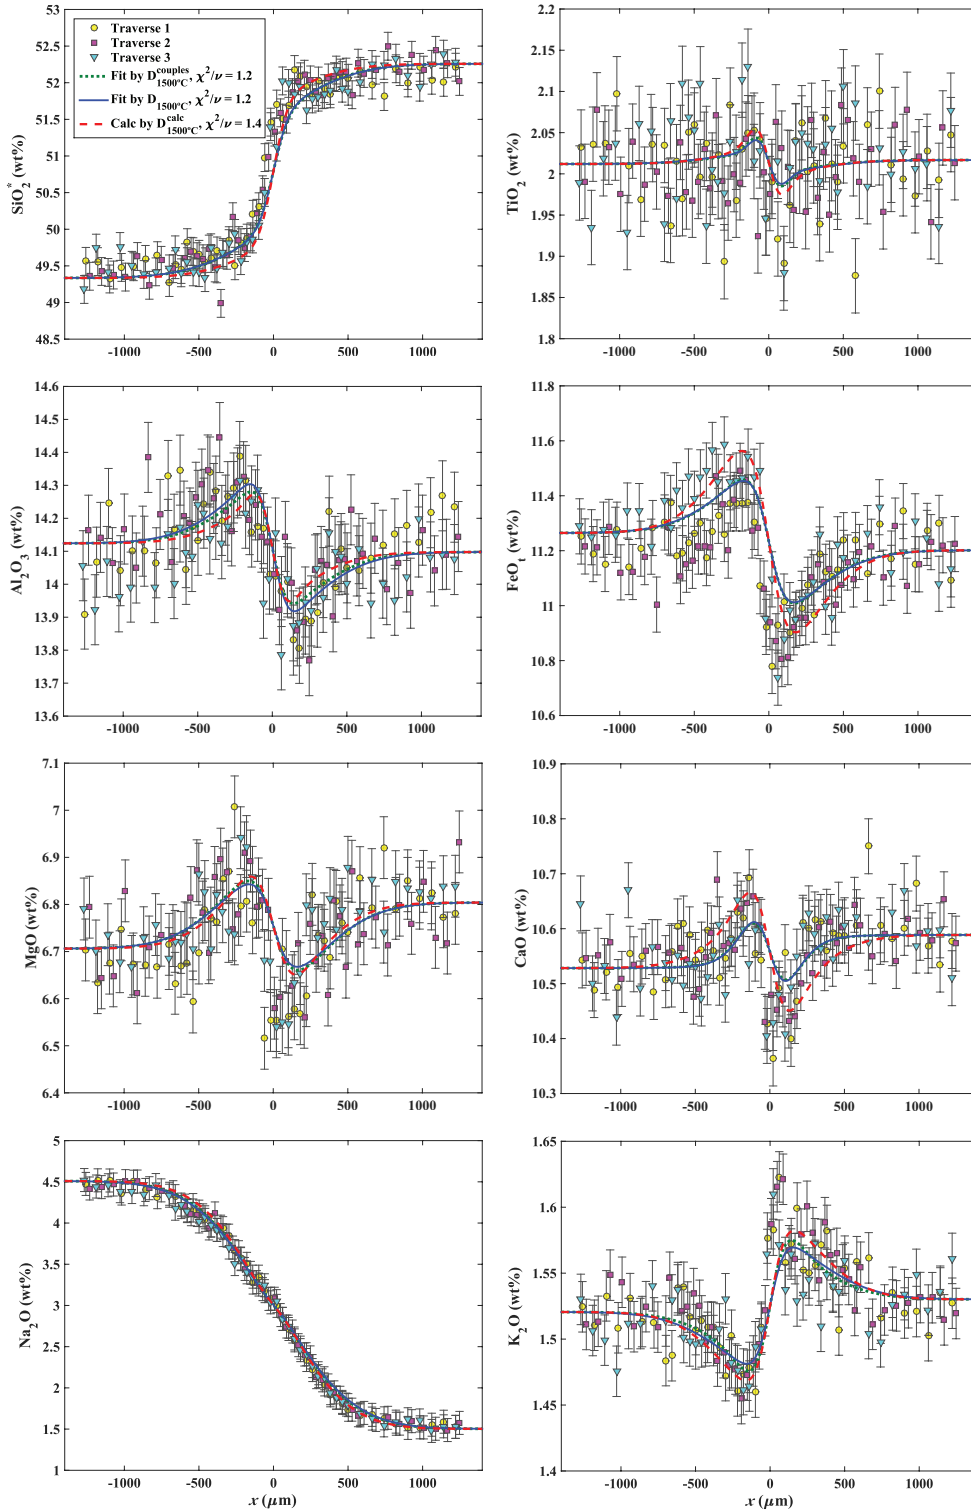 SiO2* (wt%)
52.5
52
51.5
51
50.5
50
49.5
49
48.5
-1000 -500 0 500 1000
Traverse 1
Traverse 2
Traverse 3
Fit by D1500°C^couples, χ²/ν = 1.2
Fit by D1500°C, χ²/ν = 1.2
Calc by D1500°C^calc, χ²/ν = 1.4
TiO2 (wt%)
2.2
2.15
2.1
2.05
2
1.95
1.9
1.85
1.8
-1000 -500 0 500 1000
Al2O3 (wt%)
14.6
14.5
14.4
14.3
14.2
14.1
14
13.9
13.8
13.7
13.6
-1000 -500 0 500 1000
FeOt (wt%)
11.8
11.6
11.4
11.2
11
10.8
10.6
-1000 -500 0 500 1000
MgO (wt%)
7.1
7
6.9
6.8
6.7
6.6
6.5
6.4
-1000 -500 0 500 1000
CaO (wt%)
10.9
10.8
10.7
10.6
10.5
10.4
10.3
-1000 -500 0 500 1000
Na2O (wt%)
5
4.5
4
3.5
3
2.5
2
1.5
1
-1000 -500 0 500 1000
x (μm)
K2O (wt%)
1.65
1.6
1.55
1.5
1.45
1.4
-1000 -500 0 500 1000
x (μm)